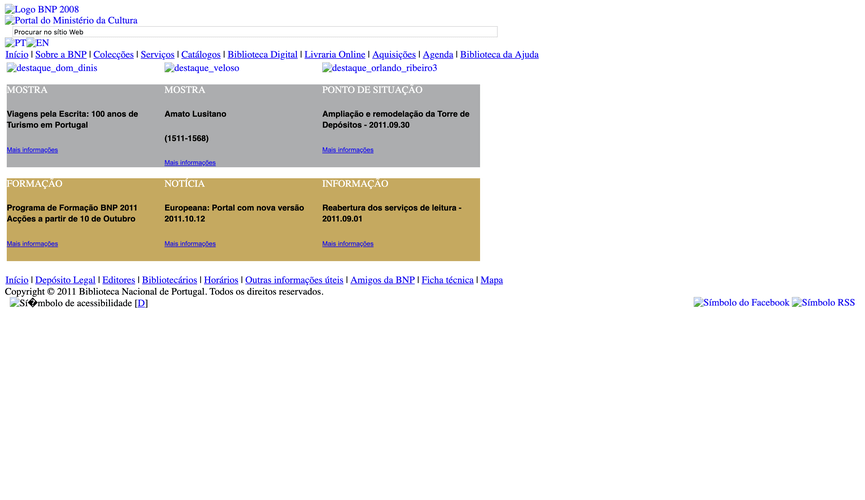 Logo BNP 2008
Portal do Ministério da Cultura
Procurar no sítio Web
PT EN
Início | Sobre a BNP | Colecções | Serviços | Catálogos | Biblioteca Digital | Livraria Online | Aquisições | Agenda | Biblioteca da Ajuda
destaque_dom_dinis destaque_veloso destaque_orlando_ribeiro3
MOSTRA
Viagens pela Escrita: 100 anos de
Turismo em Portugal
Mais informações
MOSTRA
Amato Lusitano
(1511-1568)
Mais informações
PONTO DE SITUAÇÃO
Ampliação e remodelação da Torre de
Depósitos - 2011.09.30
Mais informações
FORMAÇÃO
Programa de Formação BNP 2011
Acções a partir de 10 de Outubro
Mais informações
NOTÍCIA
Europeana: Portal com nova versão
2011.10.12
Mais informações
INFORMAÇÃO
Reabertura dos serviços de leitura -
2011.09.01
Mais informações
Início | Depósito Legal | Editores | Bibliotecários | Horários | Outras informações úteis | Amigos da BNP | Ficha técnica | Mapa
Copyright © 2011 Biblioteca Nacional de Portugal. Todos os direitos reservados.
Sí�mbolo de acessibilidade [D]
Símbolo do Facebook Símbolo RSS